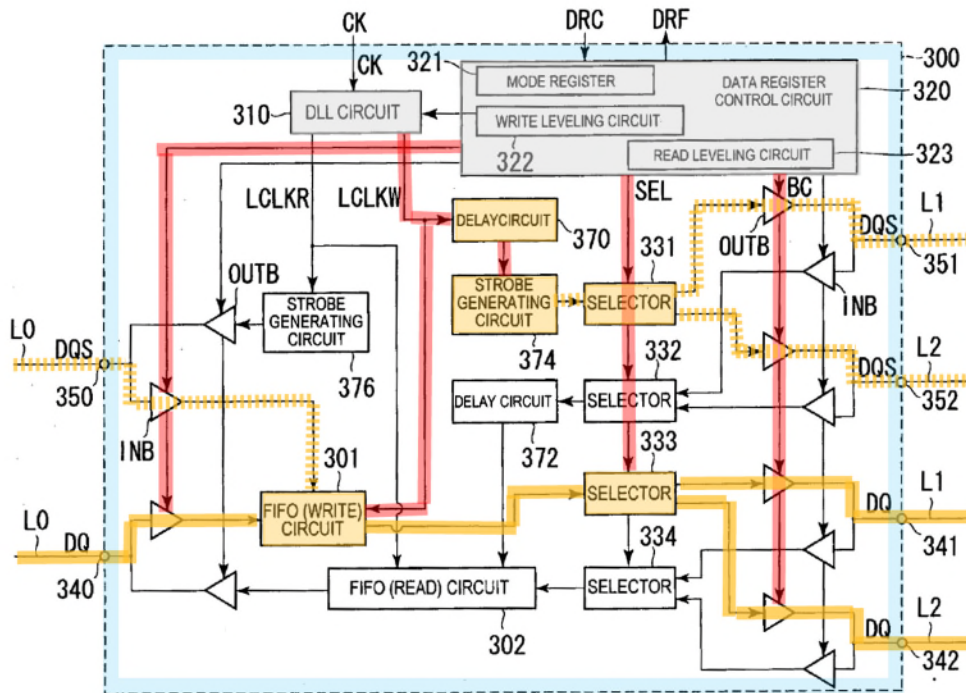 CK
DRC
DRF
300
CK
321
MODE REGISTER
DATA REGISTER
CONTROL CIRCUIT
320
310
DLL CIRCUIT
WRITE LEVELING CIRCUIT
322
READ LEVELING CIRCUIT
323
LCLKR
LCLKW
SEL
BC
DELAYCIRCUIT
370
331
OUTB
DQS
L1
351
OUTB
STROBE
GENERATING
CIRCUIT
376
STROBE
GENERATING
CIRCUIT
374
SELECTOR
INB
L0
DQS
350
332
L2
DQS
352
DELAY CIRCUIT
372
SELECTOR
INB
301
333
FIFO (WRITE)
CIRCUIT
SELECTOR
L1
DQ
341
L0
DQ
340
334
FIFO (READ) CIRCUIT
302
SELECTOR
L2
DQ
342